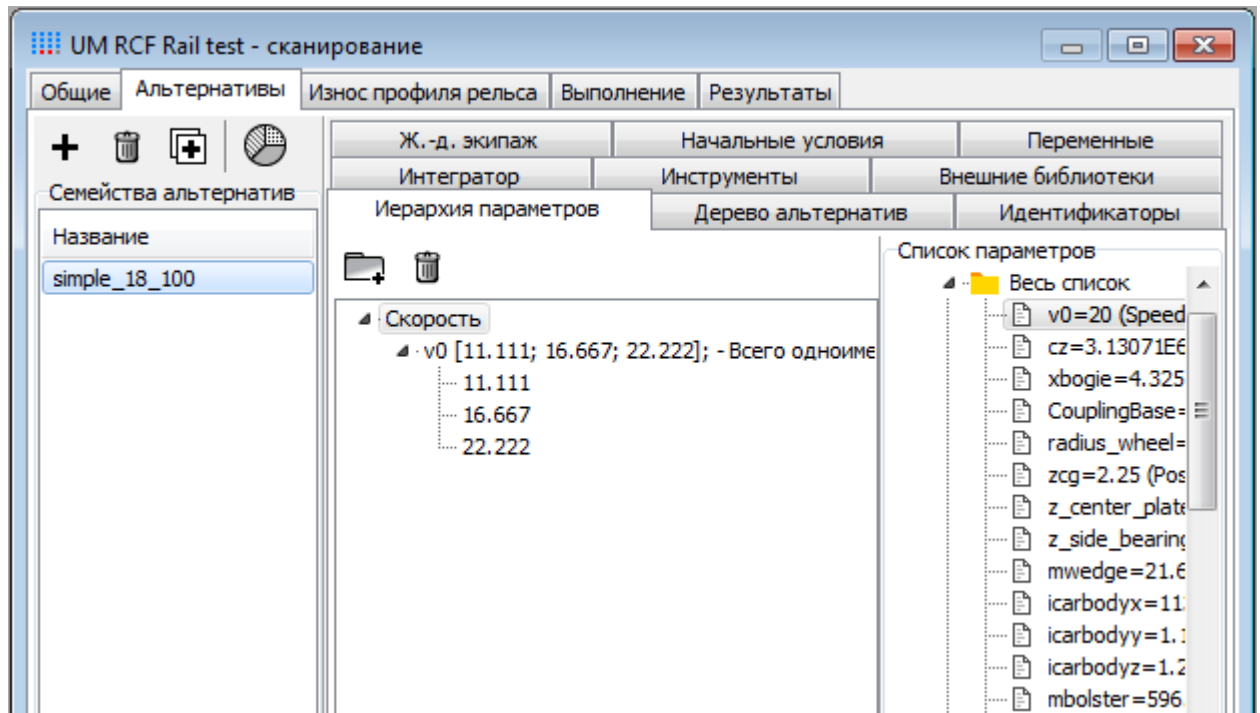 UM RCF Rail test - сканирование
Общие Альтернативы Износ профиля рельса Выполнение Результаты
Семейства альтернатив
Название
simple_18_100
Ж.-д. экипаж Начальные условия Переменные
Интегратор Инструменты Внешние библиотеки
Иерархия параметров Дерево альтернатив Идентификаторы
Скорость
v0 [11.111; 16.667; 22.222]; - Всего одноиме
11.111
16.667
22.222
Список параметров
Весь список
v0=20 (Speed
cz=3.13071E6
xbogie=4.325
CouplingBase=
radius_wheel=
zcg=2.25 (Pos
z_center_plate
z_side_bearing
mwedge=21.6
icarbodyx=11
icarbodyy=1.1
icarbodyz=1.2
mbolster=596